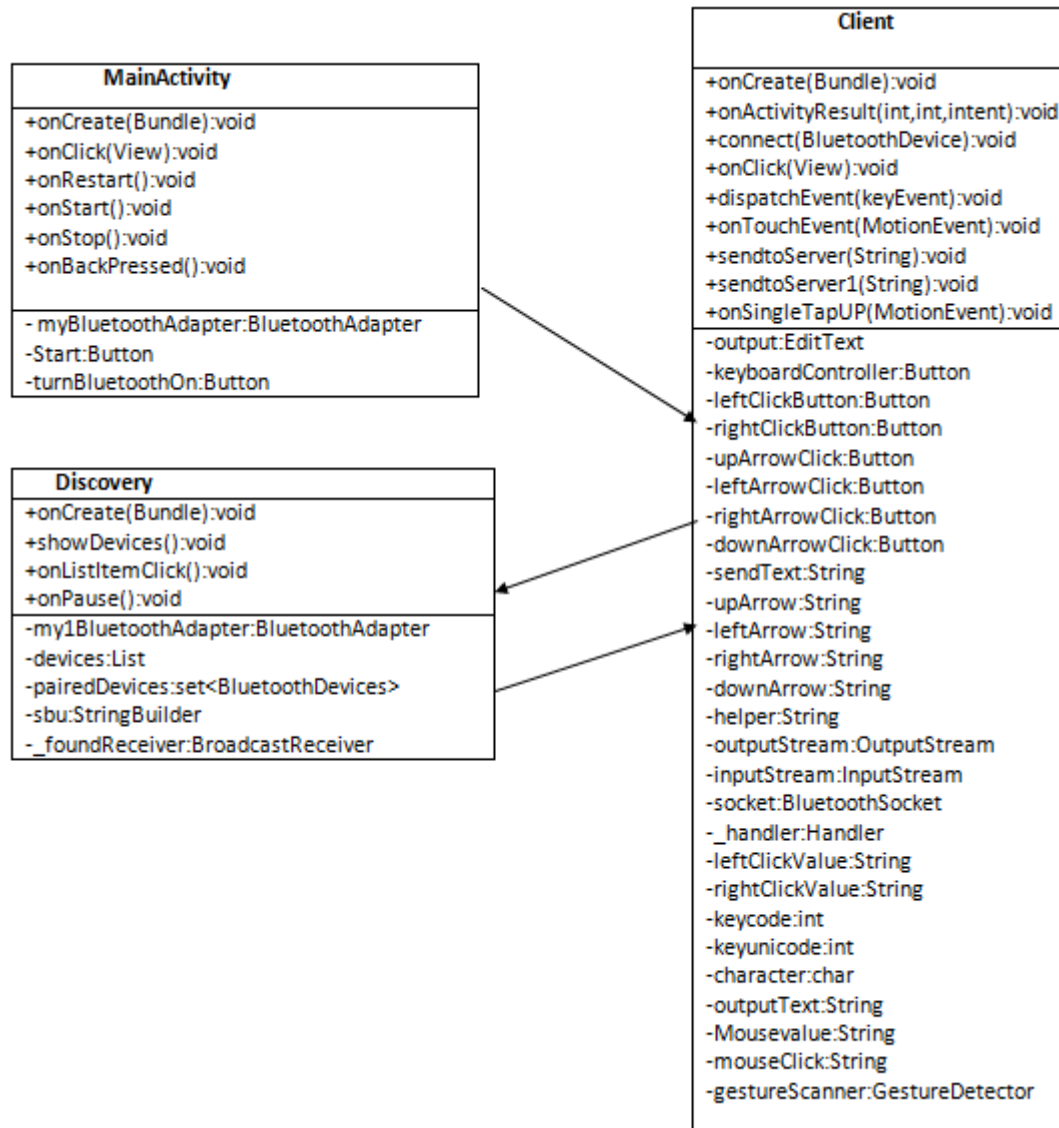 MainActivity
+onCreate(Bundle):void
+onClick(View):void
+onRestart():void
+onStart():void
+onStop():void
+onBackPressed():void
- myBluetoothAdapter:BluetoothAdapter
-Start:Button
-turnBluetoothOn:Button
Discovery
+onCreate(Bundle):void
+showDevices():void
+onListItemClick():void
+onPause():void
-my1BluetoothAdapter:BluetoothAdapter
-devices:List
-pairedDevices:set<BluetoothDevices>
-sbu:StringBuilder
-_foundReceiver:BroadcastReceiver
Client
+onCreate(Bundle):void
+onActivityResult(int,int,intent):void
+connect(BluetoothDevice):void
+onClick(View):void
+dispatchEvent(keyEvent):void
+onTouchEvent(MotionEvent):void
+sendtoServer(String):void
+sendtoServer1(String):void
+onSingleTapUP(MotionEvent):void
-output:EditText
-keyboardController:Button
-leftClickButton:Button
-rightClickButton:Button
-upArrowClick:Button
-leftArrowClick:Button
-rightArrowClick:Button
-downArrowClick:Button
-sendText:String
-upArrow:String
-leftArrow:String
-rightArrow:String
-downArrow:String
-helper:String
-outputStream:OutputStream
-inputStream:InputStream
-socket:BluetoothSocket
-_handler:Handler
-leftClickValue:String
-rightClickValue:String
-keycode:int
-keyunicode:int
-character:char
-outputText:String
-Mousevalue:String
-mouseClick:String
-gestureScanner:GestureDetector